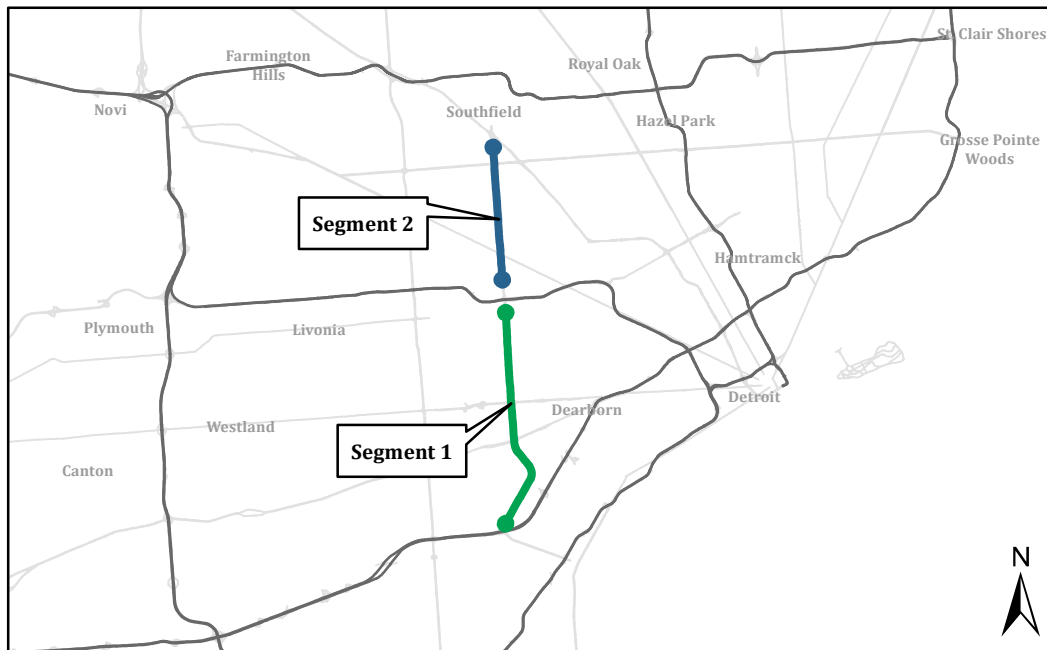 St. Clair Shores
Farmington
Hills
Royal Oak
Novi
Southfield
Hazel Park
Grosse Pointe
Woods
Segment 2
Hamtramck
Plymouth
Livonia
Detroit
Dearborn
Westland
Segment 1
Canton
N